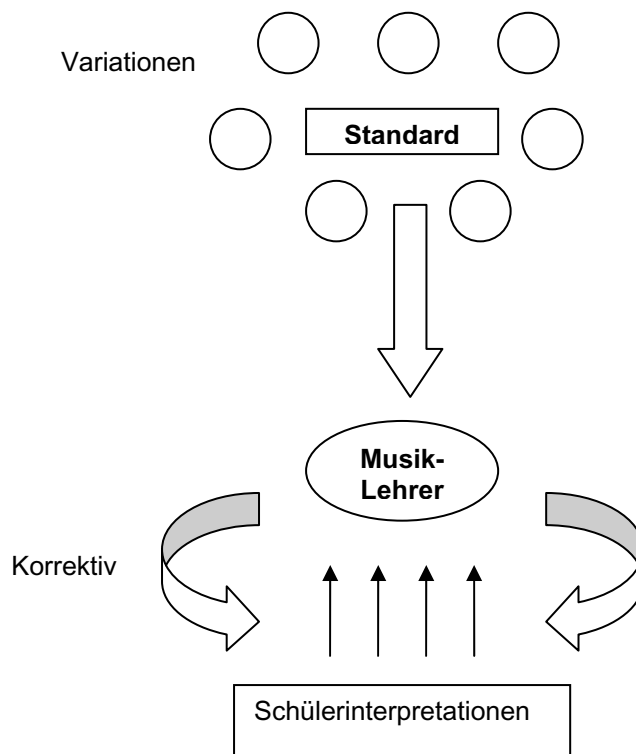 Variationen
Standard
Musik-
Lehrer
Korrektiv
Schülerinterpretationen